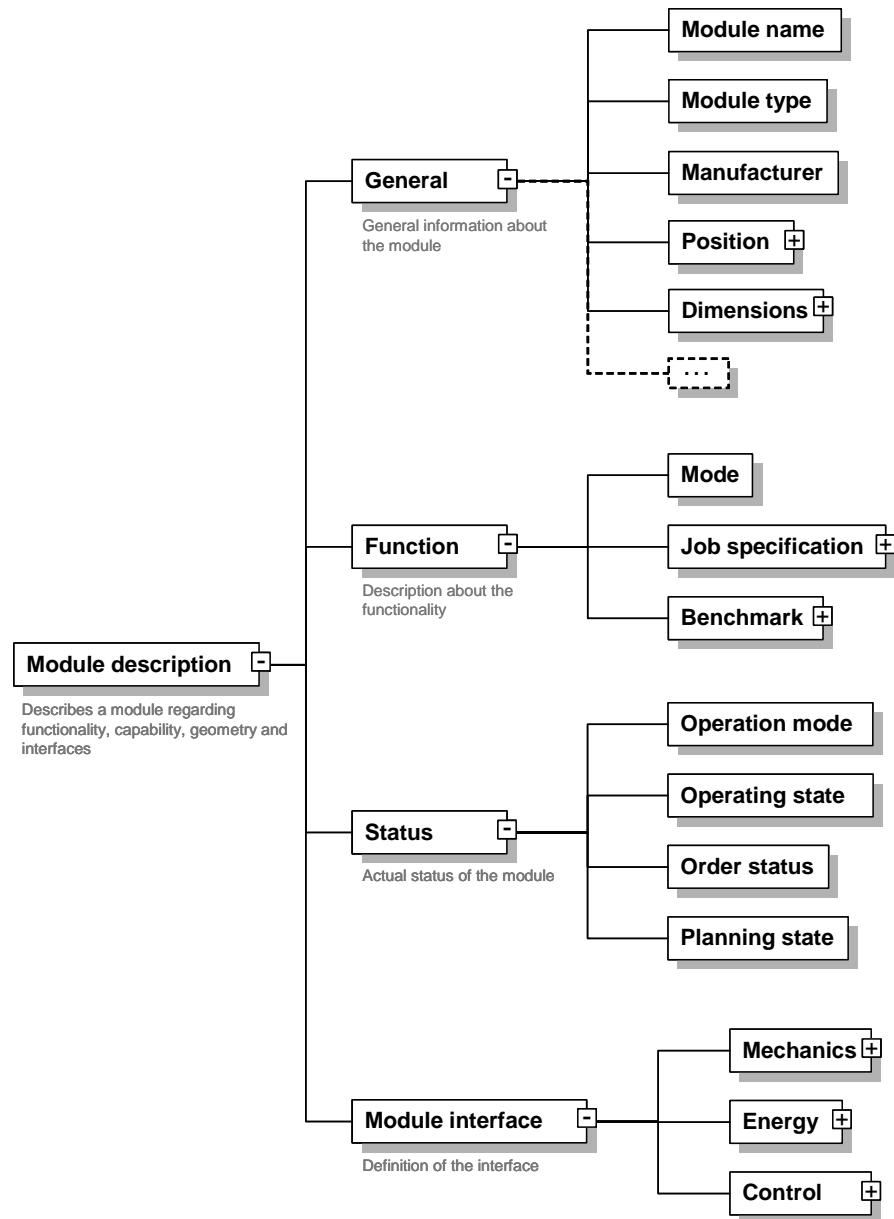 Module name
Module type
General
Manufacturer
General information about
the module
Position
Dimensions
...
Mode
Function
Job specification
Description about the
functionality
Benchmark
Module description
Describes a module regarding
functionality, capability, geometry and
interfaces
Operation mode
Operating state
Status
Actual status of the module
Order status
Planning state
Mechanics
Module interface
Energy
Definition of the interface
Control